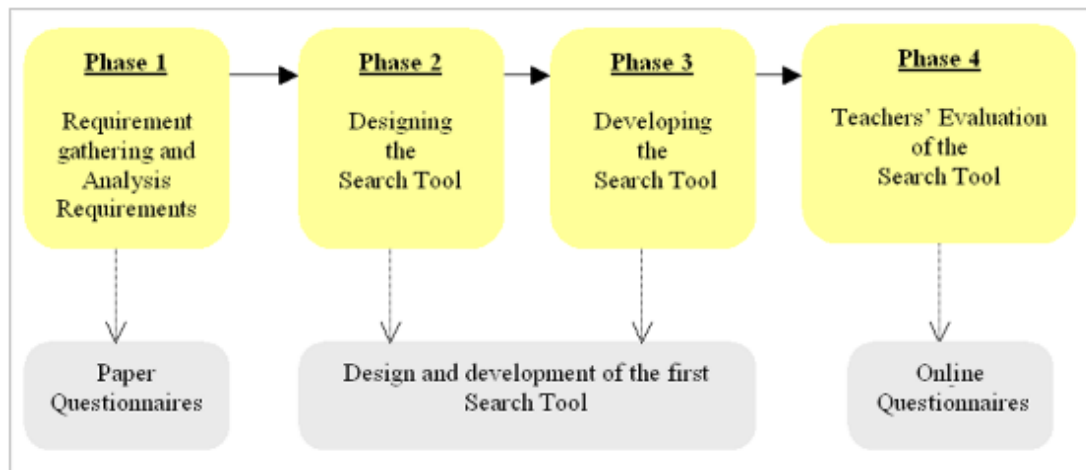 Phase 1
Requirement
gathering and
Analysis
Requirements
Phase 2
Designing
the
Search Tool
Phase 3
Developing
the
Search Tool
Phase 4
Teachers’ Evaluation
of the
Search Tool
Paper
Questionnaires
Design and development of the first
Search Tool
Online
Questionnaires